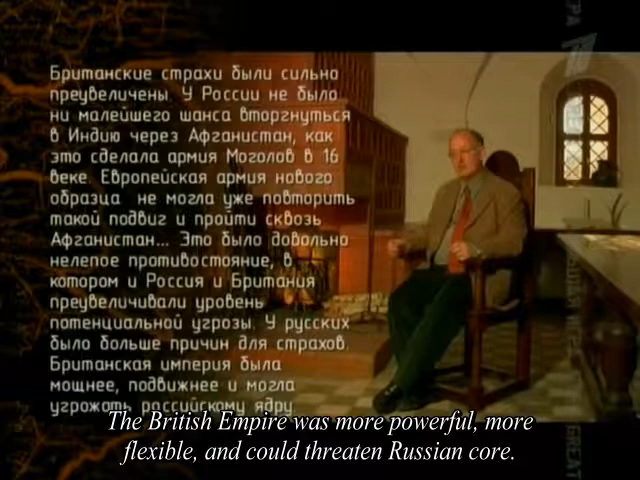 Британские страхи были сильно
преувеличены. У России не было
ни малейшего шанса вторгнуться
в Индию через Афганистан, как
это сделала армия Моголов в 16
веке. Европейская армия нового
образца не могла уже повторить
такой подвиг и пройти сквозь
Афганистан... Это было довольно
нелепое противостояние, в
котором и Россия и Британия
преувеличивали уровень
потенциальной угрозы. У русских
было больше причин для страхов.
Британская империя была
мощнее, подвижнее и могла
угрожать российскому ядру.
The British Empire was more powerful, more
flexible, and could threaten Russian core.